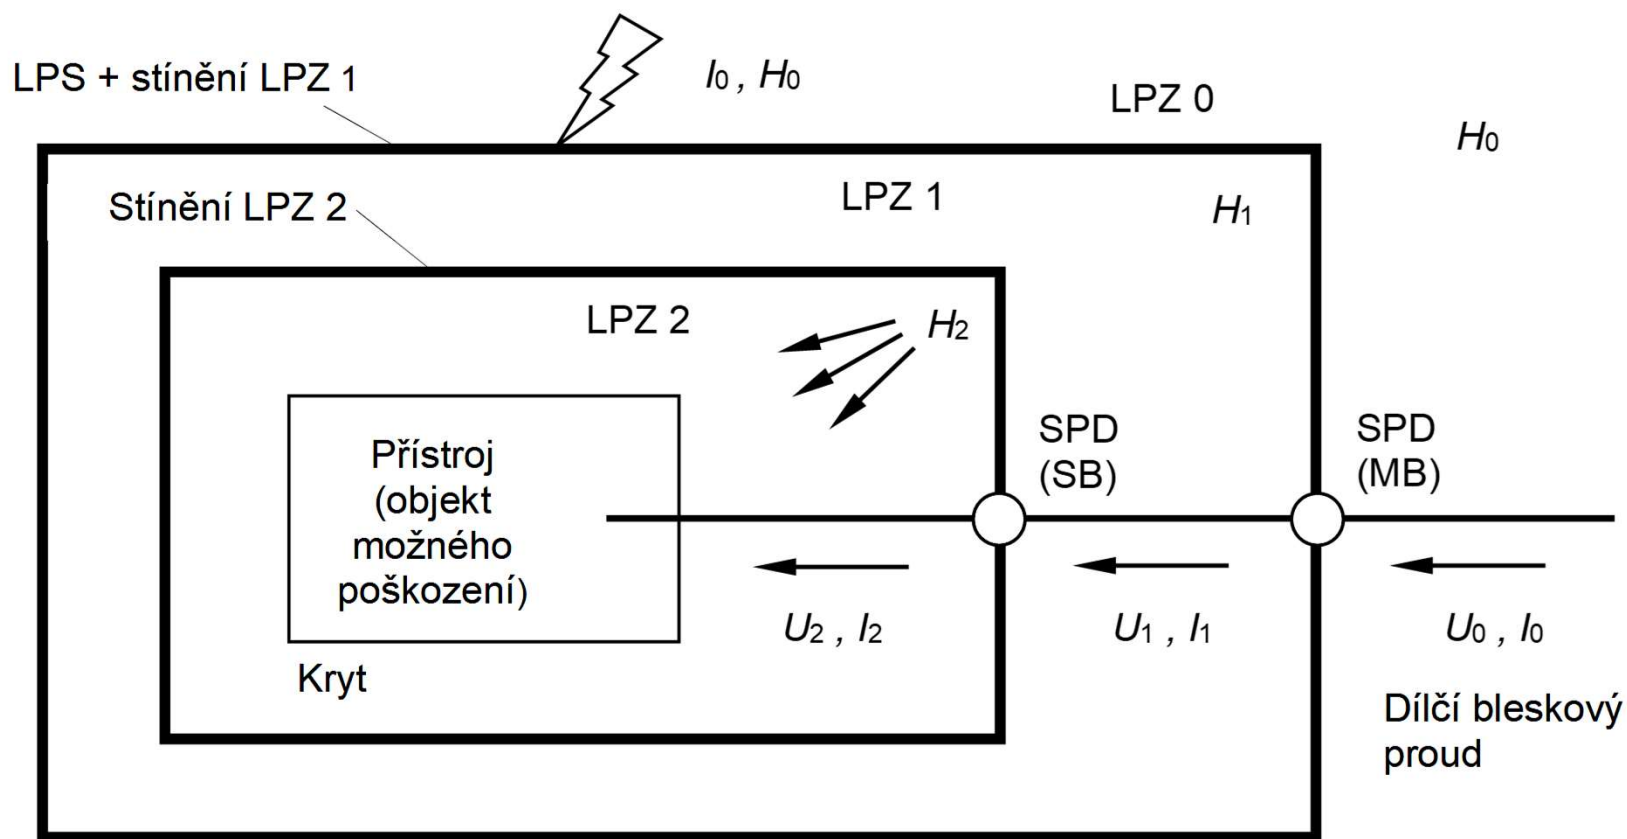 LPS + stínění LPZ 1
I0 , H0
LPZ 0
H0
Stínění LPZ 2
LPZ 1
H1
LPZ 2
H2
Přístroj
(objekt
možného
poškození)
Kryt
SPD
(SB)
SPD
(MB)
U2 , I2
U1 , I1
U0 , I0
Dílčí bleskový
proud